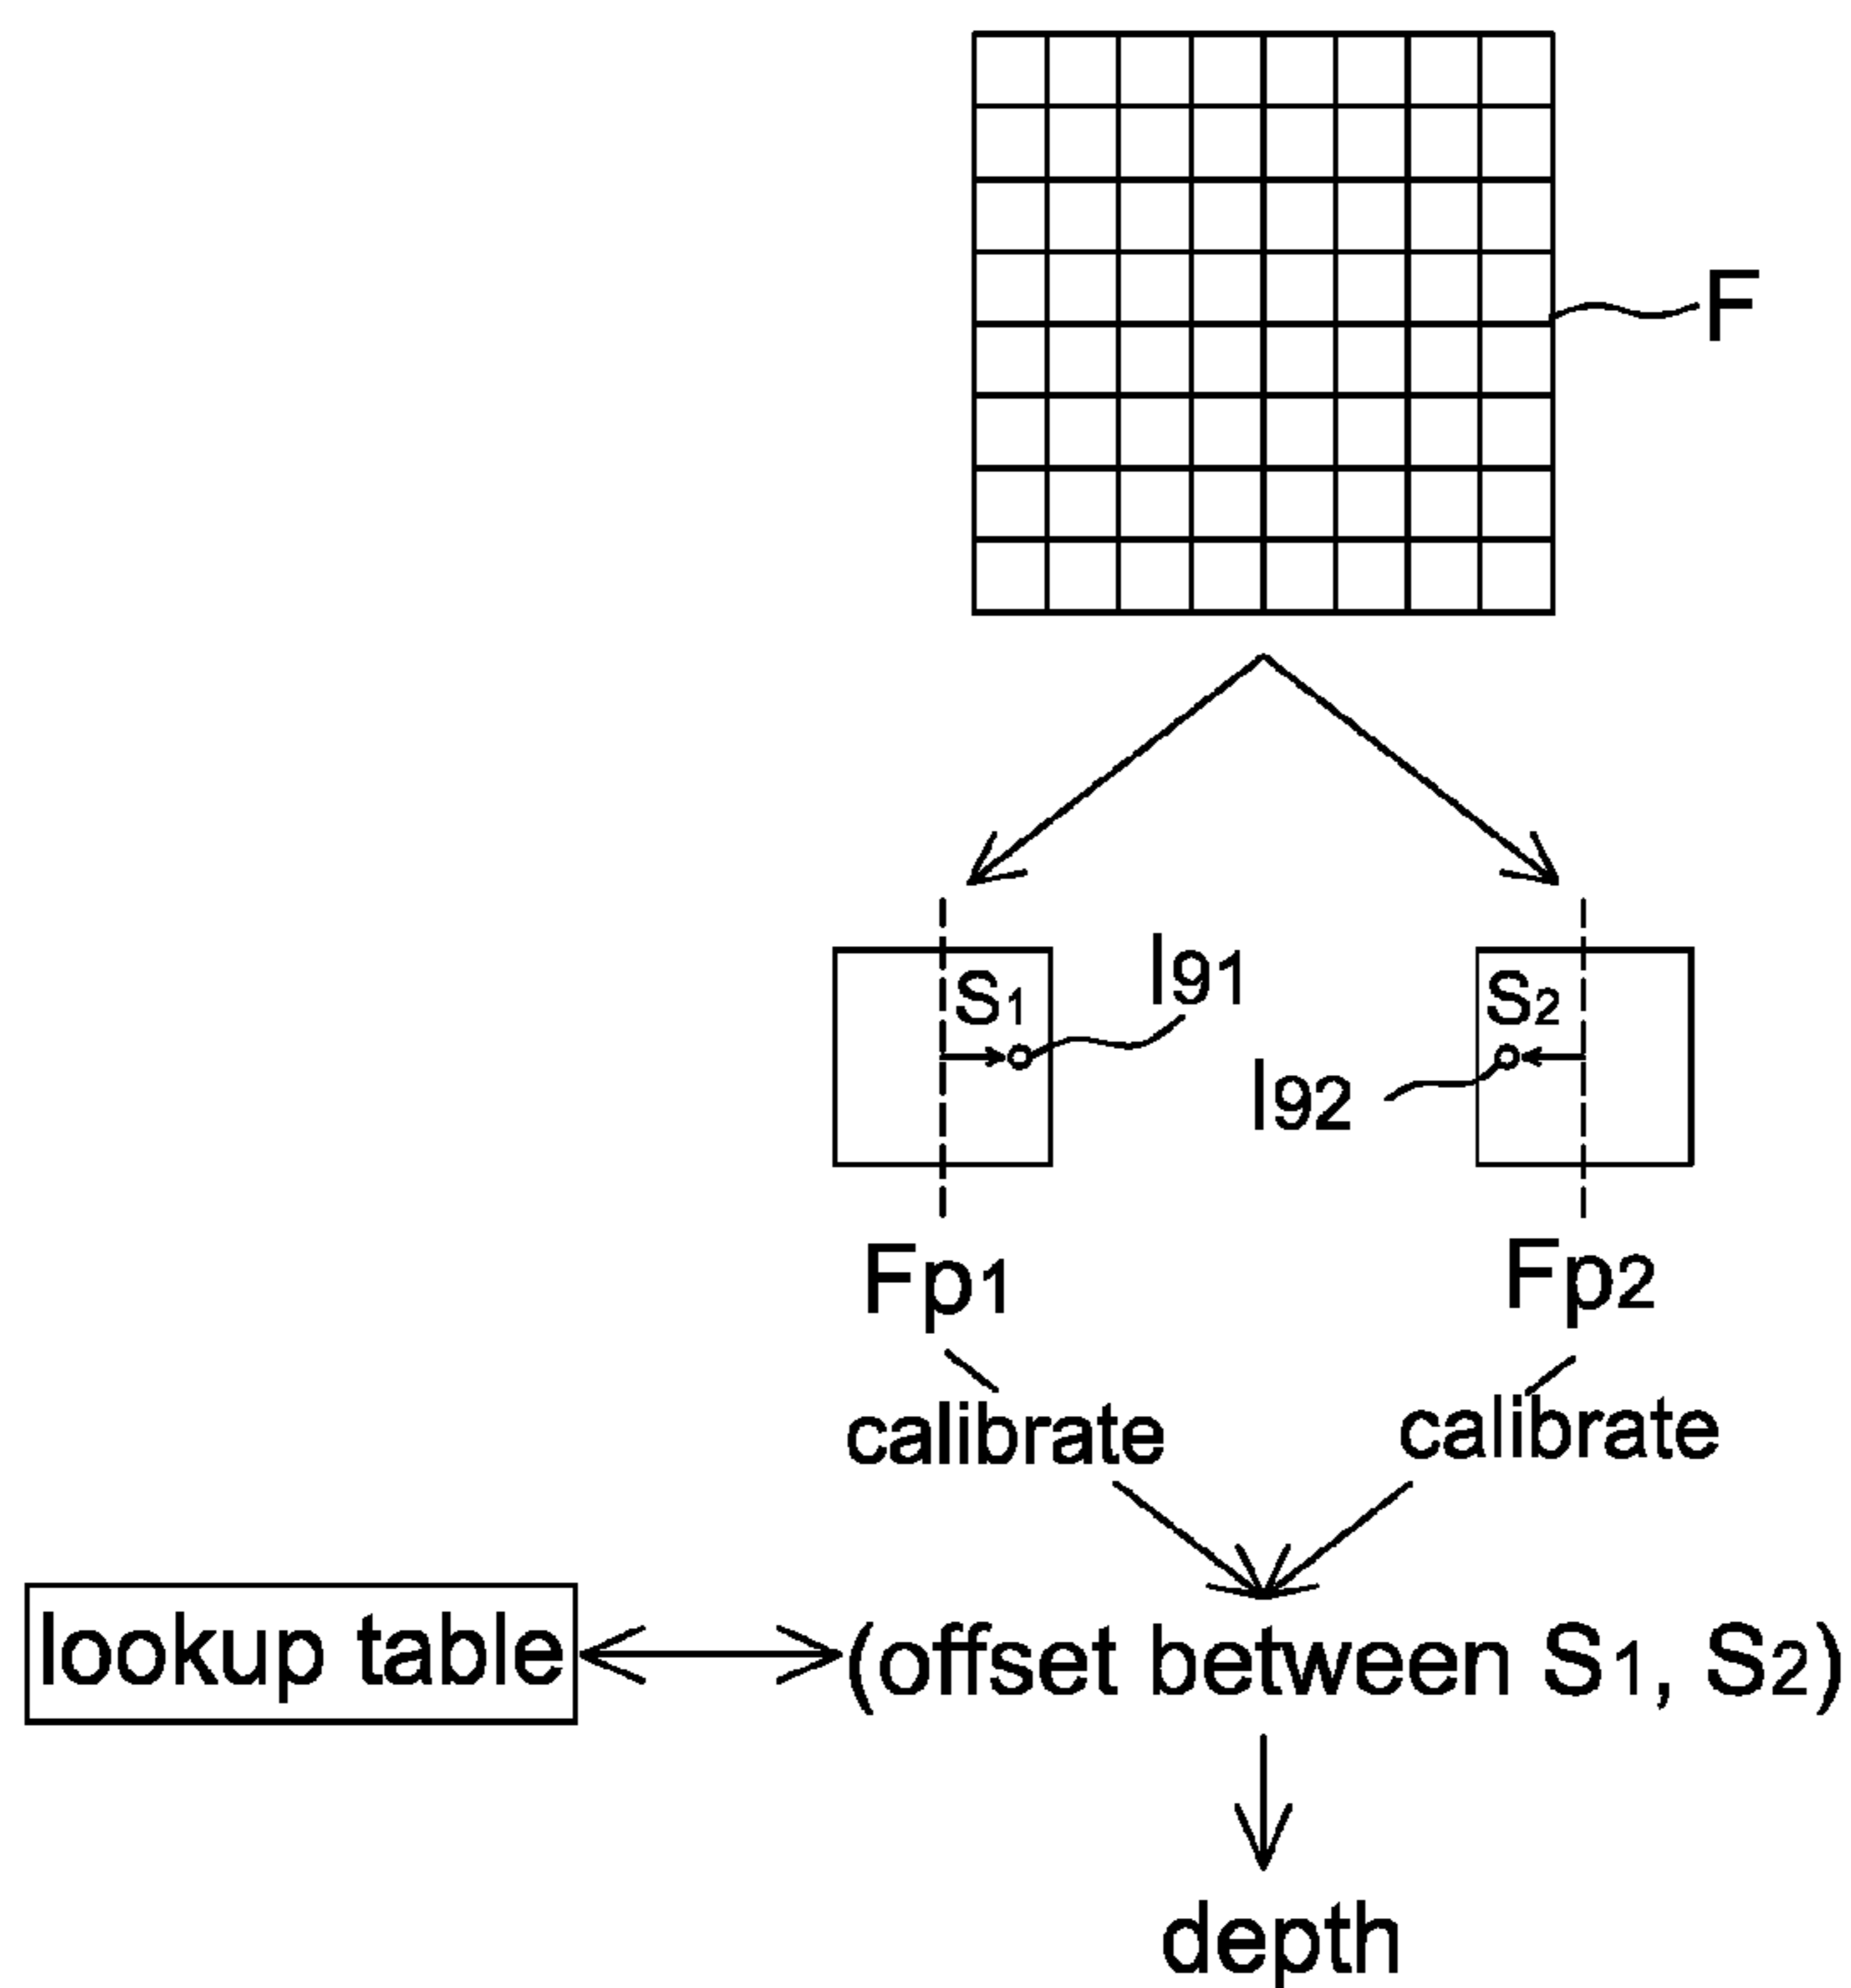 F
S1
I91
S2
I92
Fp1
Fp2
calibrate
calibrate
lookup table
(offset between S1, S2)
depth